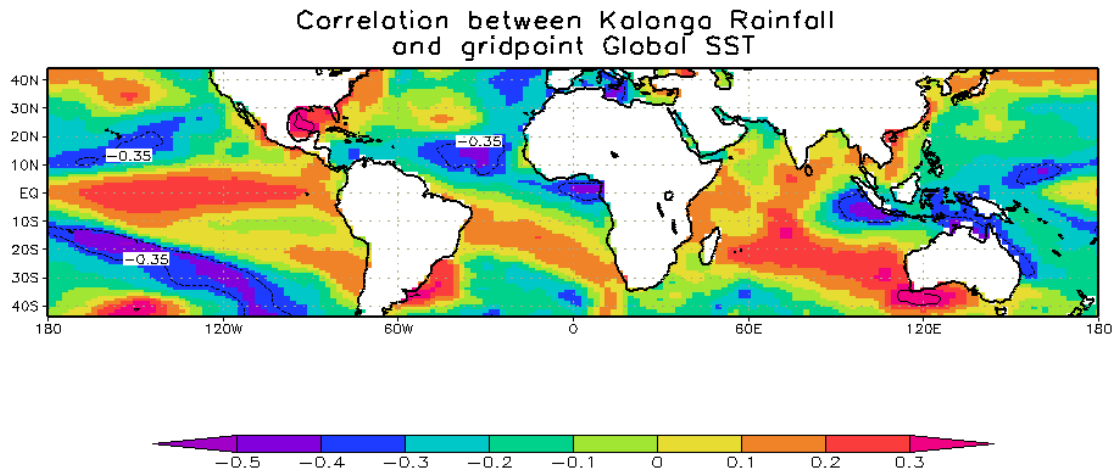 Correlation between Kalonga Rainfall
and gridpoint Global SST
40N
30N
20N
10N
EQ
10S
20S
30S
40S
-0.35
-0.35
-0.35
180 120W 60W 0 60E 120E 180
-0.5 -0.4 -0.3 -0.2 -0.1 0 0.1 0.2 0.3